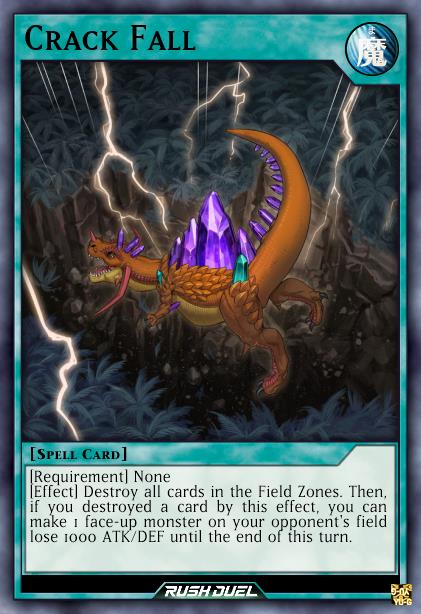 Crack Fall
ま
魔
[Spell Card]
[Requirement] None
[Effect] Destroy all cards in the Field Zones. Then,
if you destroyed a card by this effect, you can
make 1 face-up monster on your opponent's field
lose 1000 ATK/DEF until the end of this turn.
RUSH DUEL